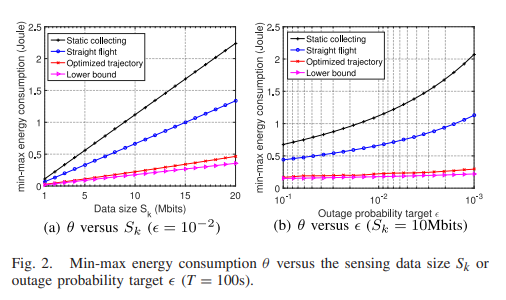 min-max energy consumption (Joule)
2.5
2
1.5
1
0.5
0
Static collecting
Straight flight
Optimized trajectory
Lower bound
1
5
10
15
20
Data size S_k (Mbits)
(a) θ versus S_k (ϵ = 10^-2)
min-max energy consumption (Joule)
2.5
2
1.5
1
0.5
0
Static collecting
Straight flight
Optimized trajectory
Lower bound
10^-1
10^-2
10^-3
Outage probability target ϵ
(b) θ versus ϵ (S_k = 10Mbits)
Fig. 2. Min-max energy consumption θ versus the sensing data size S_k or
outage probability target ϵ (T = 100s).